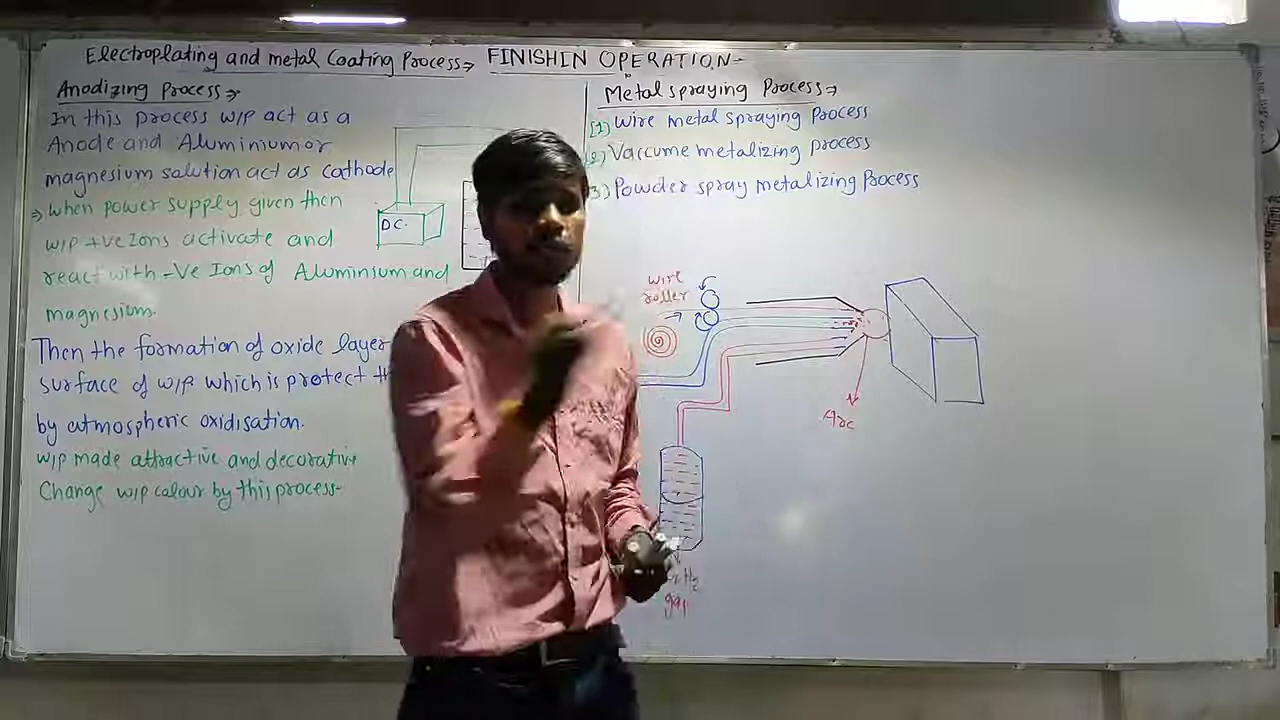 Electroplating and metal Coating Process⇒ FINISHIN OPERATION-
Anodizing Process⇒
In this process W/P act as a
Anode and Aluminium or
magnesium salution act as cathode
⇒ When power supply given then
W/P +ve Ions activate and
react with -Ve Ions of Aluminium and
magnesium.
Then the formation of oxide layer
surface of W/P which is protect
by atmospheric oxidisation.
W/P made attractive and decorative
Change W/P colour by this process-
D.C.
Metal spraying Process⇒
(1) Wire metal spraying Process
(2) Vaccume metalizing process
3) Powder spray metalizing Process
wire
roller
Arc
H2
gas